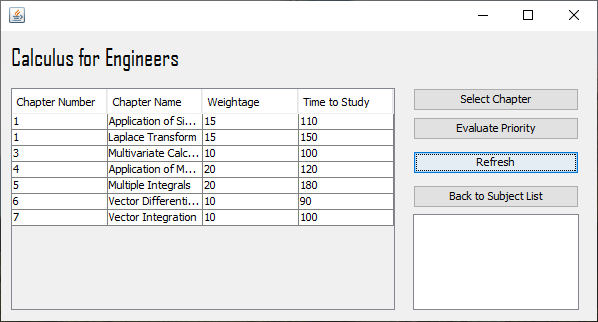 Calculus for Engineers
Chapter Number Chapter Name Weightage Time to Study
1 Application of Si... 15 110
1 Laplace Transform 15 150
3 Multivariate Calc... 10 100
4 Application of M... 20 120
5 Multiple Integrals 20 180
6 Vector Differenti... 10 90
7 Vector Integration 10 100
Select Chapter
Evaluate Priority
Refresh
Back to Subject List